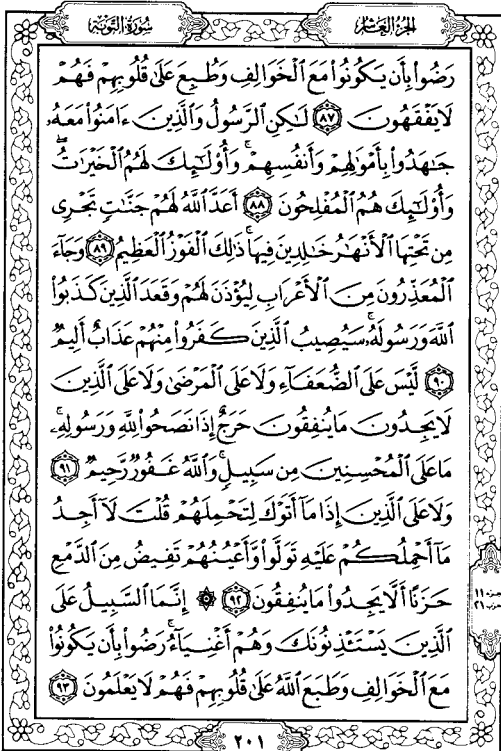 الجزء العاشر
سورة التوبة
رَضُوا۟ بِأَن يَكُونُوا۟ مَعَ ٱلْخَوَالِفِ وَطُبِعَ عَلَىٰ قُلُوبِهِمْ فَهُمْ
لَا يَفْقَهُونَ ٨٧ لَٰكِنِ ٱلرَّسُولُ وَٱلَّذِينَ ءَامَنُوا۟ مَعَهُۥ
جَٰهَدُوا۟ بِأَمْوَٰلِهِمْ وَأَنفُسِهِمْ ۚ وَأُو۟لَٰٓئِكَ لَهُمُ ٱلْخَيْرَٰتُ ۖ
وَأُو۟لَٰٓئِكَ هُمُ ٱلْمُفْلِحُونَ ٨٨ أَعَدَّ ٱللَّهُ لَهُمْ جَنَّٰتٍ تَجْرِى
مِن تَحْتِهَا ٱلْأَنْهَٰرُ خَٰلِدِينَ فِيهَا ۚ ذَٰلِكَ ٱلْفَوْزُ ٱلْعَظِيمُ ٨٩ وَجَآءَ
ٱلْمُعَذِّرُونَ مِنَ ٱلْأَعْرَابِ لِيُؤْذَنَ لَهُمْ وَقَعَدَ ٱلَّذِينَ كَذَبُوا۟
ٱللَّهَ وَرَسُولَهُۥ ۚ سَيُصِيبُ ٱلَّذِينَ كَفَرُوا۟ مِنْهُمْ عَذَابٌ أَلِيمٌ
٩٠ لَّيْسَ عَلَى ٱلضُّعَفَآءِ وَلَا عَلَى ٱلْمَرْضَىٰ وَلَا عَلَى ٱلَّذِينَ
لَا يَجِدُونَ مَا يُنفِقُونَ حَرَجٌ إِذَا نَصَحُوا۟ لِلَّهِ وَرَسُولِهِۦ ۚ
مَا عَلَى ٱلْمُحْسِنِينَ مِن سَبِيلٍ ۚ وَٱللَّهُ غَفُورٌ رَّحِيمٌ ٩١
وَلَا عَلَى ٱلَّذِينَ إِذَا مَآ أَتَوْكَ لِتَحْمِلَهُمْ قُلْتَ لَآ أَجِدُ
مَآ أَحْمِلُكُمْ عَلَيْهِ تَوَلَّوا۟ وَّأَعْيُنُهُمْ تَفِيضُ مِنَ ٱلدَّمْعِ
حَزَنًا أَلَّا يَجِدُوا۟ مَا يُنفِقُونَ ٩٢ ۞ إِنَّمَا ٱلسَّبِيلُ عَلَى
ٱلَّذِينَ يَسْتَـْٔذِنُونَكَ وَهُمْ أَغْنِيَآءُ ۚ رَضُوا۟ بِأَن يَكُونُوا۟
مَعَ ٱلْخَوَالِفِ وَطَبَعَ ٱللَّهُ عَلَىٰ قُلُوبِهِمْ فَهُمْ لَا يَعْلَمُونَ ٩٣
جزء ١١
حزب ٢١
٢٠١